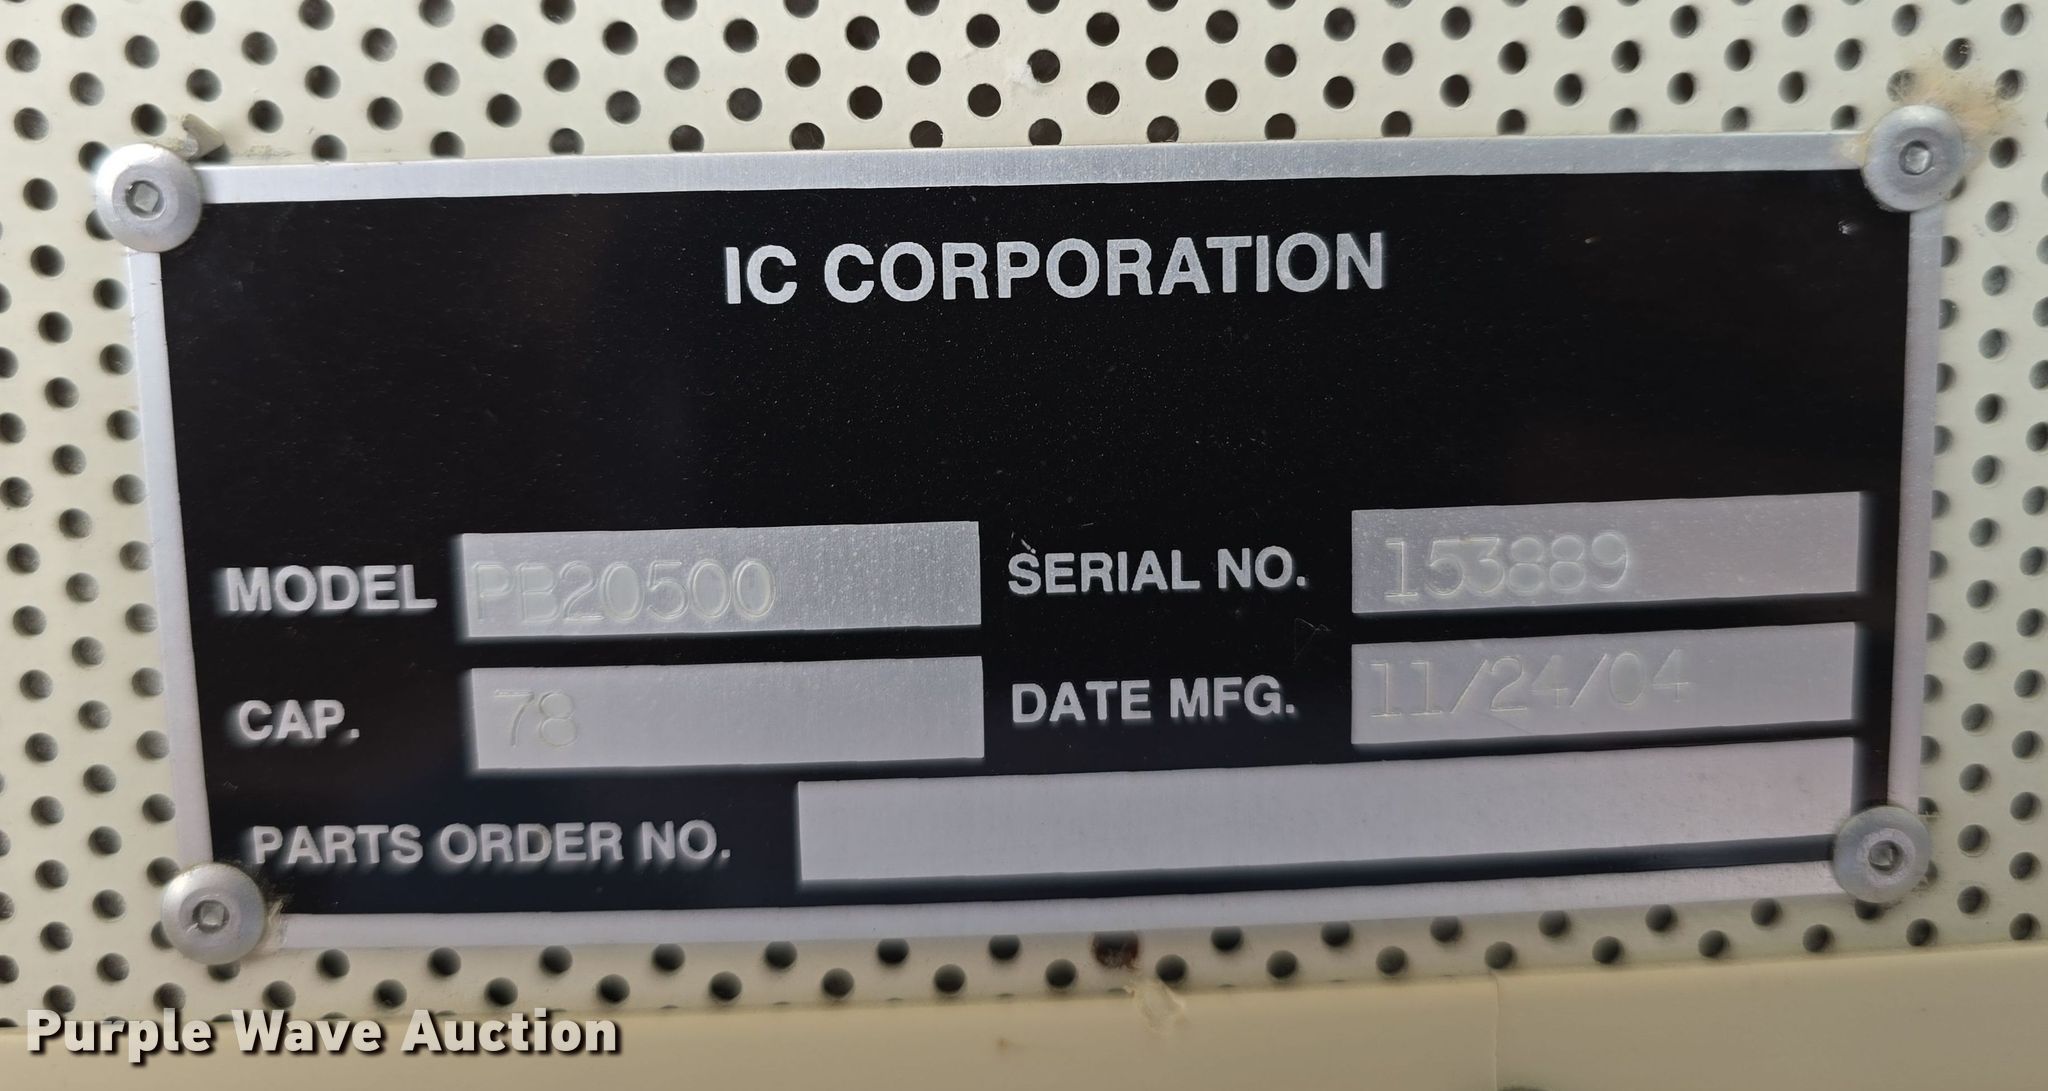 IC CORPORATION
MODEL PB20500 SERIAL NO. 153889
CAP. 78 DATE MFG. 11/24/04
PARTS ORDER NO.
Purple Wave Auction